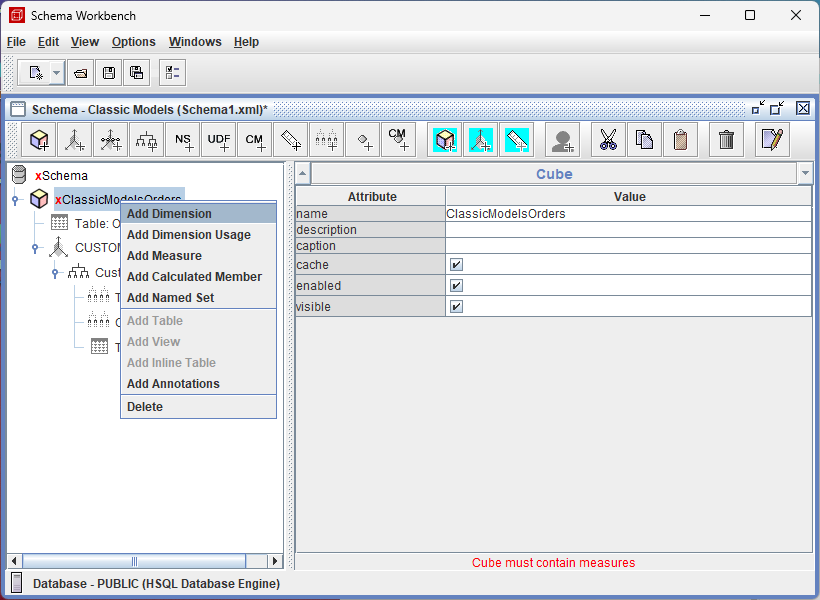 Schema Workbench
File Edit View Options Windows Help
Schema - Classic Models (Schema1.xml)*
NS UDF CM CM
xSchema
xClassicModelsOrders
Table: O
CUSTOM
Cust
T
C
T
Add Dimension
Add Dimension Usage
Add Measure
Add Calculated Member
Add Named Set
Add Table
Add View
Add Inline Table
Add Annotations
Delete
Cube
Attribute Value
name ClassicModelsOrders
description
caption
cache
enabled
visible
Cube must contain measures
Database - PUBLIC (HSQL Database Engine)